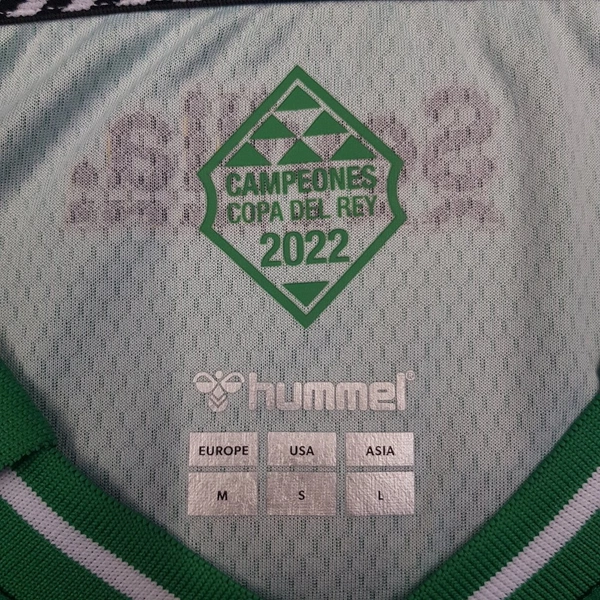 CAMPEONES
COPA DEL REY
2022
hummel
EUROPE USA ASIA
M S L